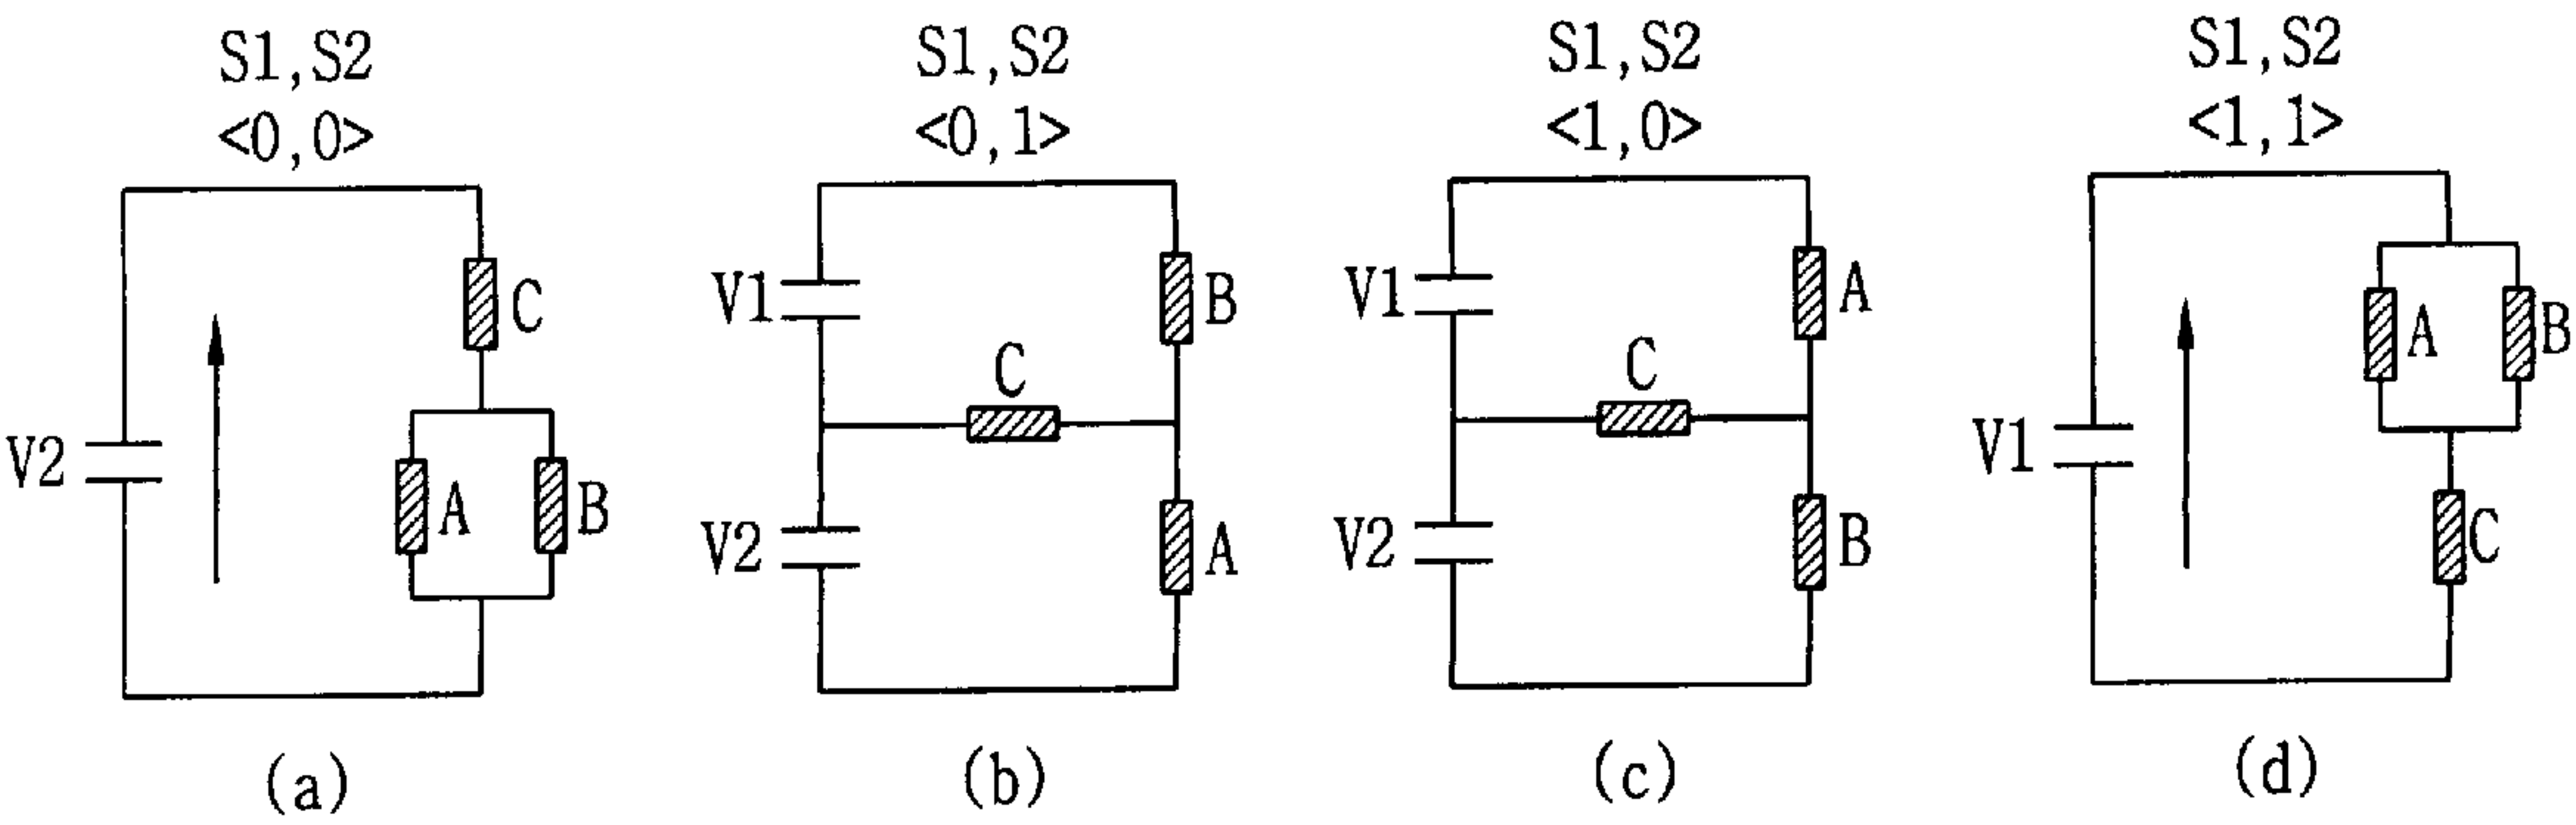 S1,S2
<0,0>
C
V2
A
B
(a)
S1,S2
<0,1>
V1
B
C
V2
A
(b)
S1,S2
<1,0>
V1
A
C
V2
B
(c)
S1,S2
<1,1>
A
B
V1
C
(d)